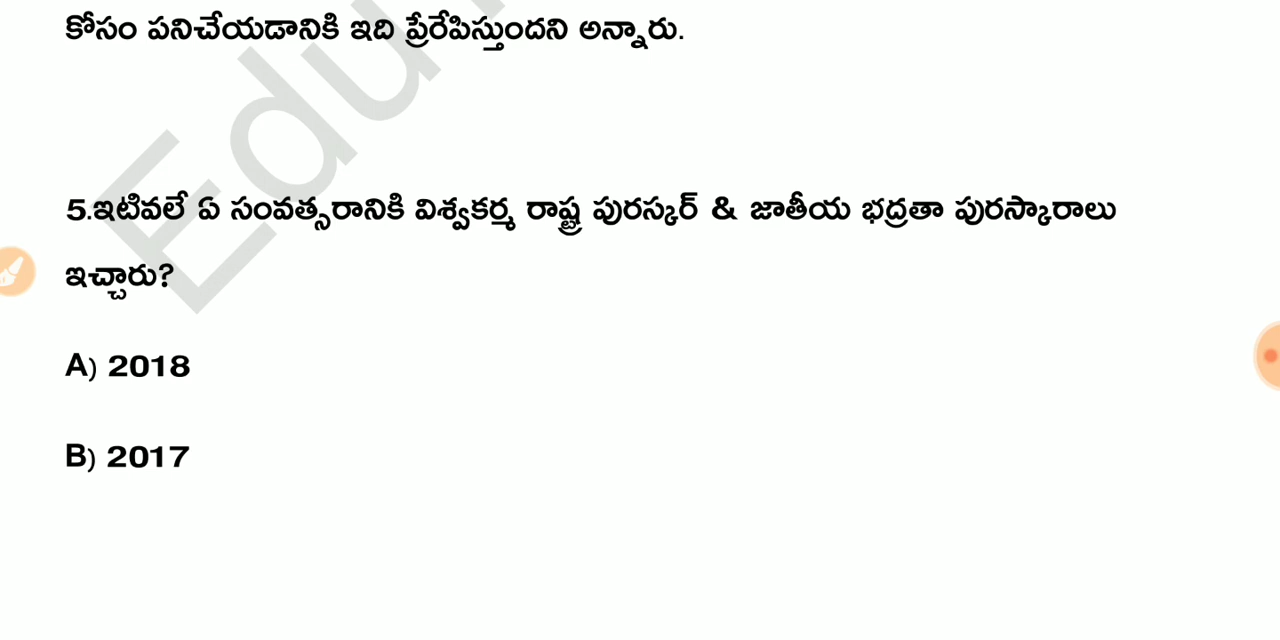 కోసం పనిచేయడానికి ఇది ప్రేరేపిస్తుందని అన్నారు.
5.ఇటీవలే ఏ సంవత్సరానికి విశ్వకర్మ రాష్ట్ర పురస్కర్ & జాతీయ భద్రతా పురస్కారాలు
ఇచ్చారు?
A) 2018
B) 2017